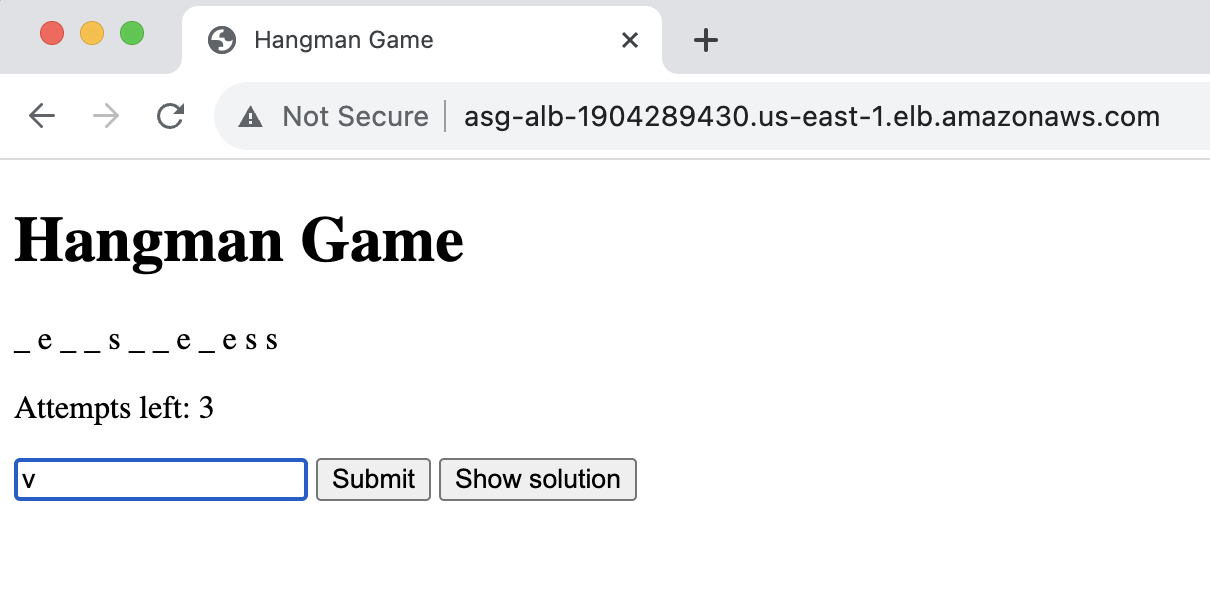 Hangman Game
Not Secure | asg-alb-1904289430.us-east-1.elb.amazonaws.com
Hangman Game
_ e _ _ s _ _ e _ e s s
Attempts left: 3
v Submit Show solution